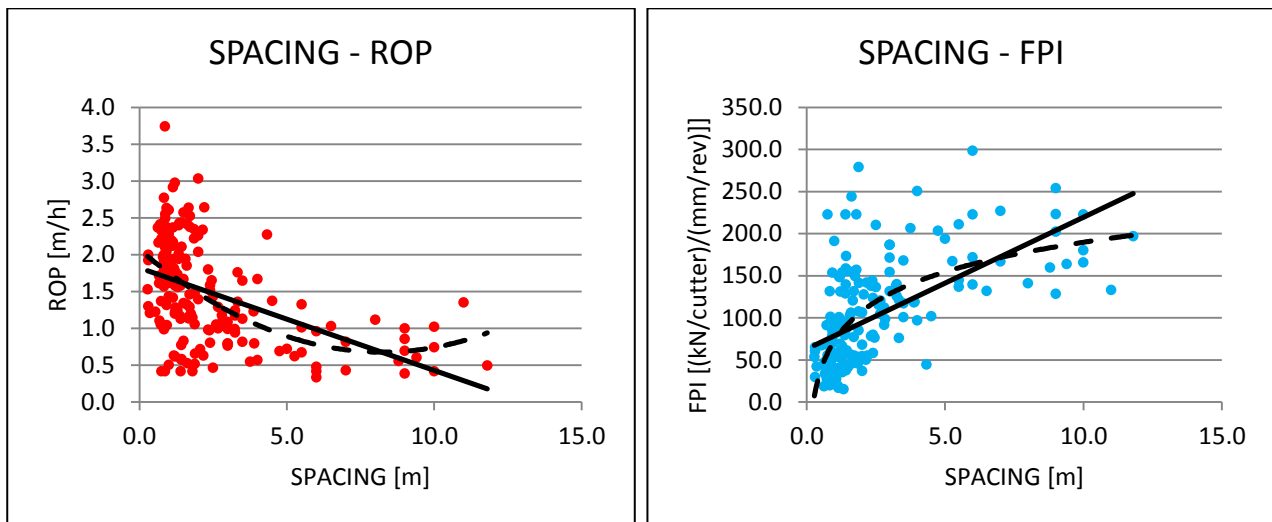 SPACING - ROP
ROP [m/h]
4.0
3.5
3.0
2.5
2.0
1.5
1.0
0.5
0.0
0.0 5.0 10.0 15.0
SPACING [m]
SPACING - FPI
FPI [(kN/cutter)/(mm/rev)]]
350.0
300.0
250.0
200.0
150.0
100.0
50.0
0.0
0.0 5.0 10.0 15.0
SPACING [m]